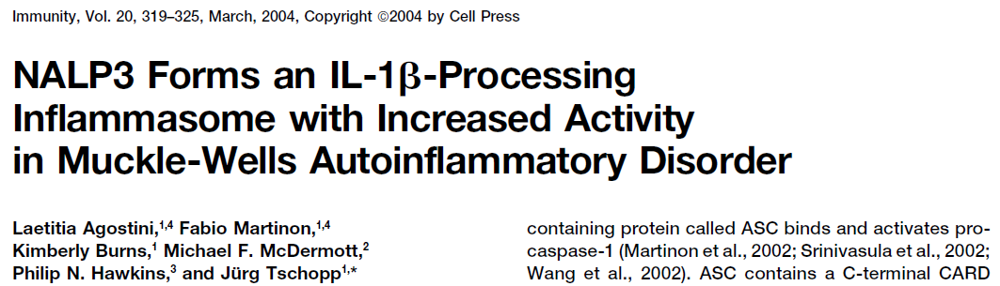 Immunity, Vol. 20, 319–325, March, 2004, Copyright ©2004 by Cell Press
NALP3 Forms an IL-1β-Processing
Inflammasome with Increased Activity
in Muckle-Wells Autoinflammatory Disorder
Laetitia Agostini,1,4 Fabio Martinon,1,4
Kimberly Burns,1 Michael F. McDermott,2
Philip N. Hawkins,3 and Jürg Tschopp1,*
containing protein called ASC binds and activates pro-
caspase-1 (Martinon et al., 2002; Srinivasula et al., 2002;
Wang et al., 2002). ASC contains a C-terminal CARD